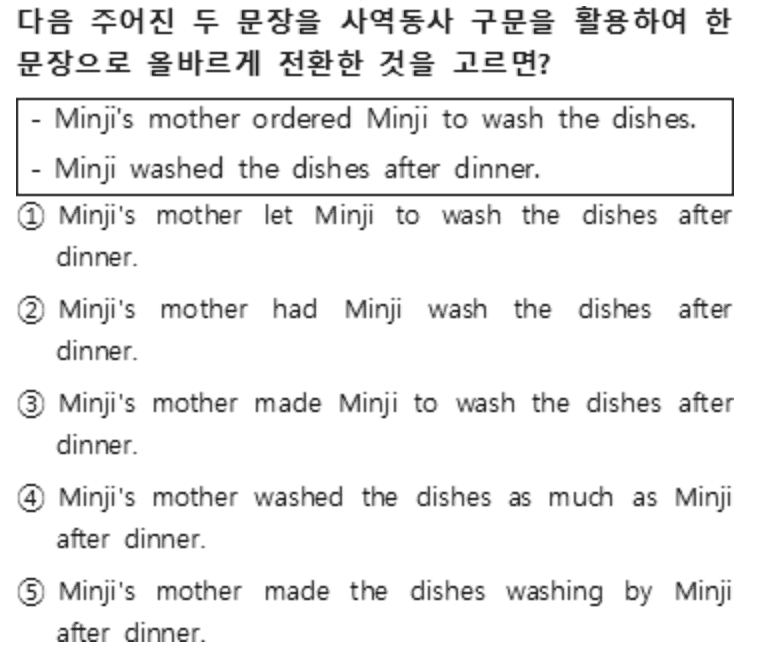 다음 주어진 두 문장을 사역동사 구문을 활용하여 한
문장으로 올바르게 전환한 것을 고르면?
- Minji's mother ordered Minji to wash the dishes.
- Minji washed the dishes after dinner.
① Minji's mother let Minji to wash the dishes after
dinner.
② Minji's mother had Minji wash the dishes after
dinner.
③ Minji's mother made Minji to wash the dishes after
dinner.
④ Minji's mother washed the dishes as much as Minji
after dinner.
⑤ Minji's mother made the dishes washing by Minji
after dinner.